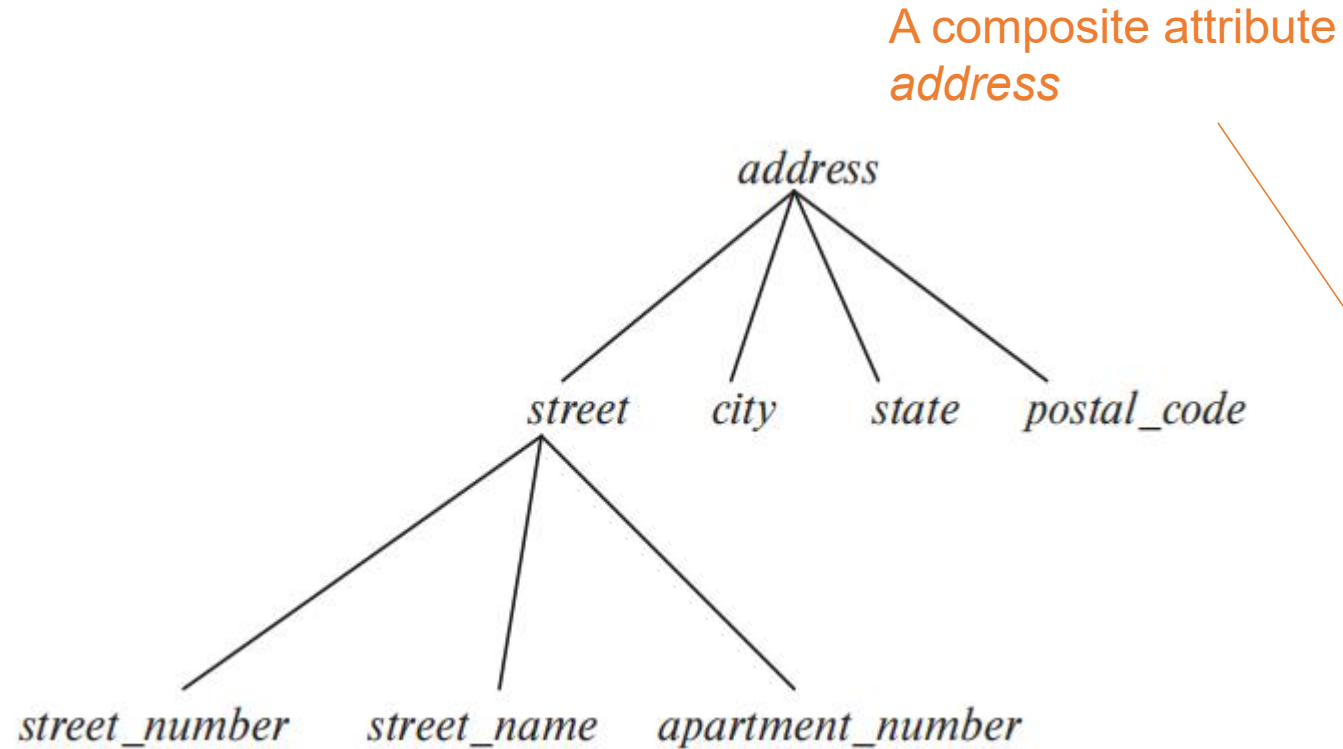 A composite attribute
address
address
street city state postal_code
street_number street_name apartment_number